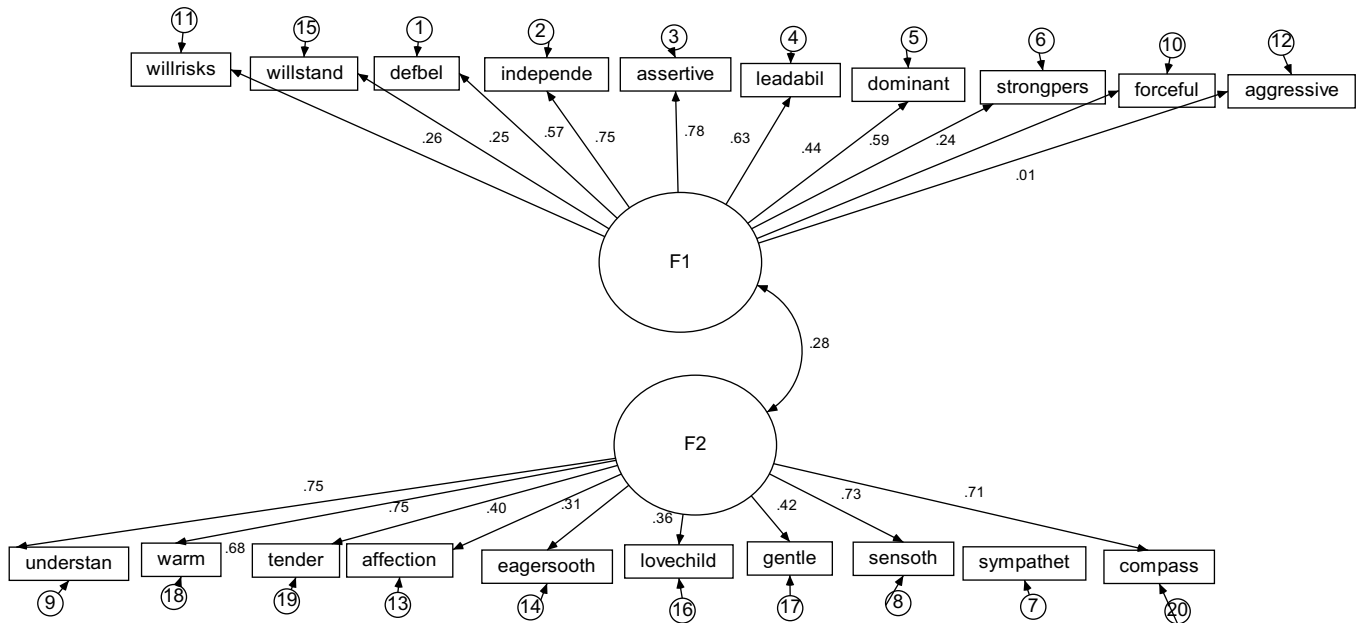 11
15
1
2
3
4
5
6
10
12
willrisks
willstand
defbel
independe
assertive
leadabil
dominant
strongpers
forceful
aggressive
.26
.25
.57
.75
.78
.63
.44
.59
.24
.01
F1
.28
F2
.75
.75
.68
.40
.31
.36
.42
.73
.71
understan
warm
tender
affection
eagersooth
lovechild
gentle
sensoth
sympathet
compass
9
18
19
13
14
16
17
8
7
20